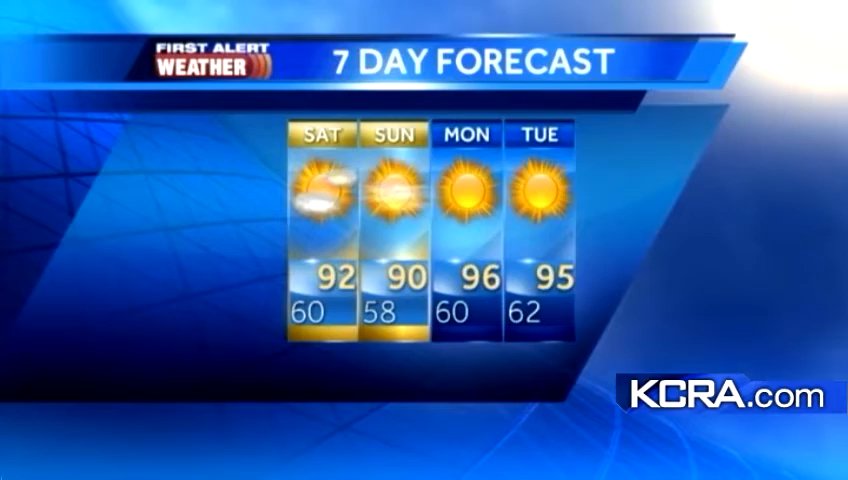 FIRST ALERT
WEATHER
7 DAY FORECAST
SAT SUN MON TUE
92 90 96 95
60 58 60 62
KCRA.com